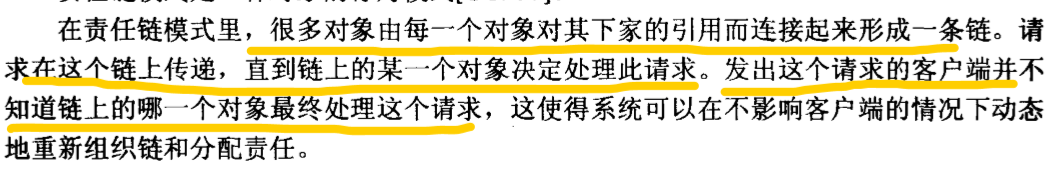 在责任链模式里，很多对象由每一个对象对其下家的引用而连接起来形成一条链。请
求在这个链上传递，直到链上的某一个对象决定处理此请求。发出这个请求的客户端并不
知道链上的哪一个对象最终处理这个请求，这使得系统可以在不影响客户端的情况下动态
地重新组织链和分配责任。